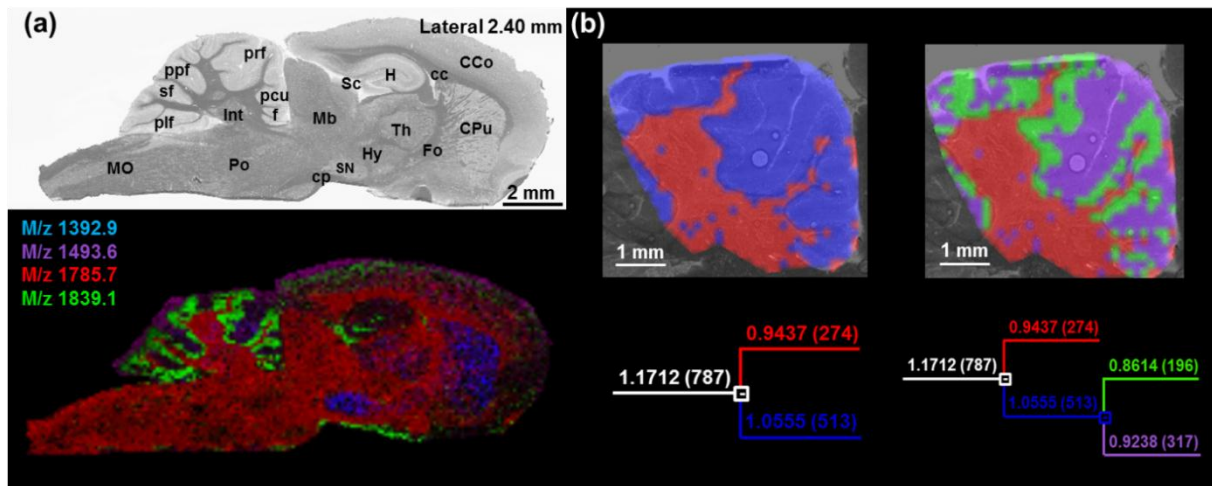 (a)
Lateral 2.40 mm
prf
CCo
ppf
H
cc
Sc
sf
pcu
Int
f
Mb
CPu
plf
Th
Fo
MO
Po
Hy
SN
cp
2 mm
M/z 1392.9
M/z 1493.6
M/z 1785.7
M/z 1839.1
(b)
1 mm
1 mm
0.9437 (274)
1.1712 (787)
1.0555 (513)
0.9437 (274)
0.8614 (196)
1.1712 (787)
1.0555 (513)
0.9238 (317)